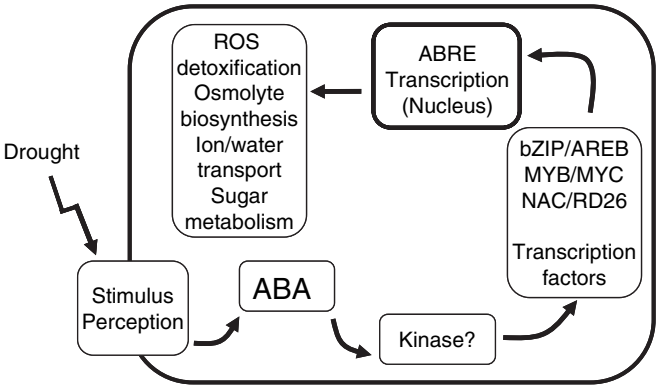 Drought
Stimulus
Perception
ABA
Kinase?
bZIP/AREB
MYB/MYC
NAC/RD26
Transcription
factors
ABRE
Transcription
(Nucleus)
ROS
detoxification
Osmolyte
biosynthesis
Ion/water
transport
Sugar
metabolism